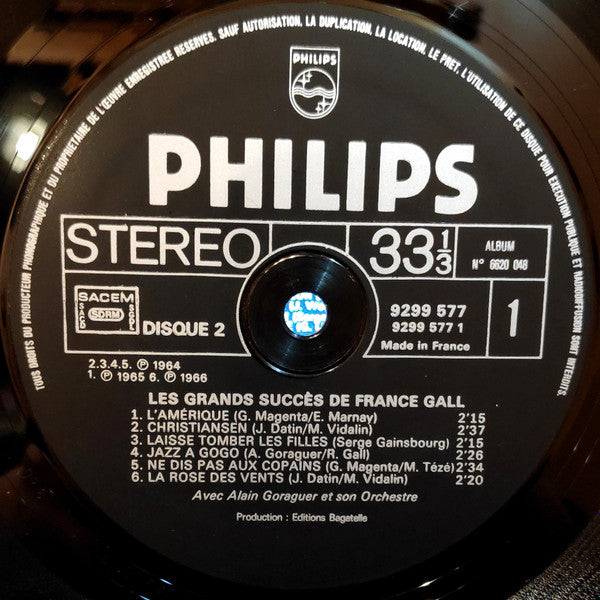 TOUS DROITS DU PRODUCTEUR PHONOGRAPHIQUE ET DU PROPRIETAIRE DE L'ŒUVRE ENREGISTREE RESERVES. SAUF AUTORISATION, LA DUPLICATION, LA LOCATION, LE PRET, L'UTILISATION DE CE DISQUE POUR EXECUTION PUBLIQUE ET RADIODIFFUSION SONT INTERDITS.
PHILIPS
PHILIPS
STEREO
33 1/3
ALBUM
N° 6620 048
SACEM
SACD
SDRM
SGDL
DISQUE 2
9299 577
9299 577 1
Made in France
1
2.3.4.5. ℗ 1964
1. ℗ 1965 6. ℗ 1966
LES GRANDS SUCCÈS DE FRANCE GALL
1. L'AMÉRIQUE (G. Magenta/E. Marnay) 2'15
2. CHRISTIANSEN (J. Datin/M. Vidalin) 2'37
3. LAISSE TOMBER LES FILLES (Serge Gainsbourg) 2'15
4. JAZZ A GOGO (A. Goraguer/R. Gall) 2'26
5. NE DIS PAS AUX COPAINS (G. Magenta/M. Tézé) 2'34
6. LA ROSE DES VENTS (J. Datin/M. Vidalin) 2'20
Avec Alain Goraguer et son Orchestre
Production : Editions Bagatelle